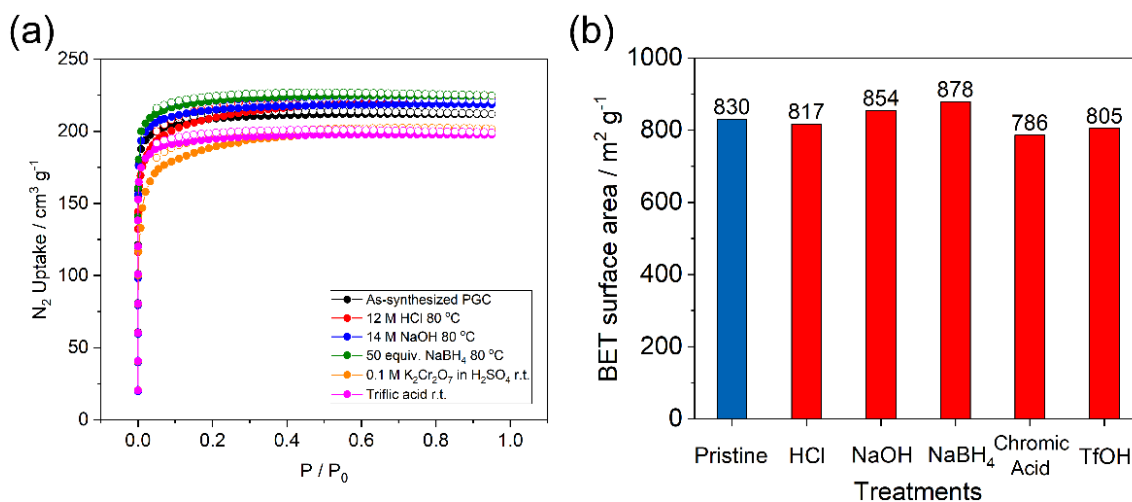 (a)
250
200
150
100
50
0
N₂ Uptake / cm³ g⁻¹
0.0 0.2 0.4 0.6 0.8 1.0
P / P₀
As-synthesized PGC
12 M HCl 80 °C
14 M NaOH 80 °C
50 equiv. NaBH₄ 80 °C
0.1 M K₂Cr₂O₇ in H₂SO₄ r.t.
Triflic acid r.t.
(b)
1000
800
600
400
200
0
BET surface area / m² g⁻¹
830 817 854 878 786 805
Pristine HCl NaOH NaBH₄ Chromic TfOH
Acid
Treatments